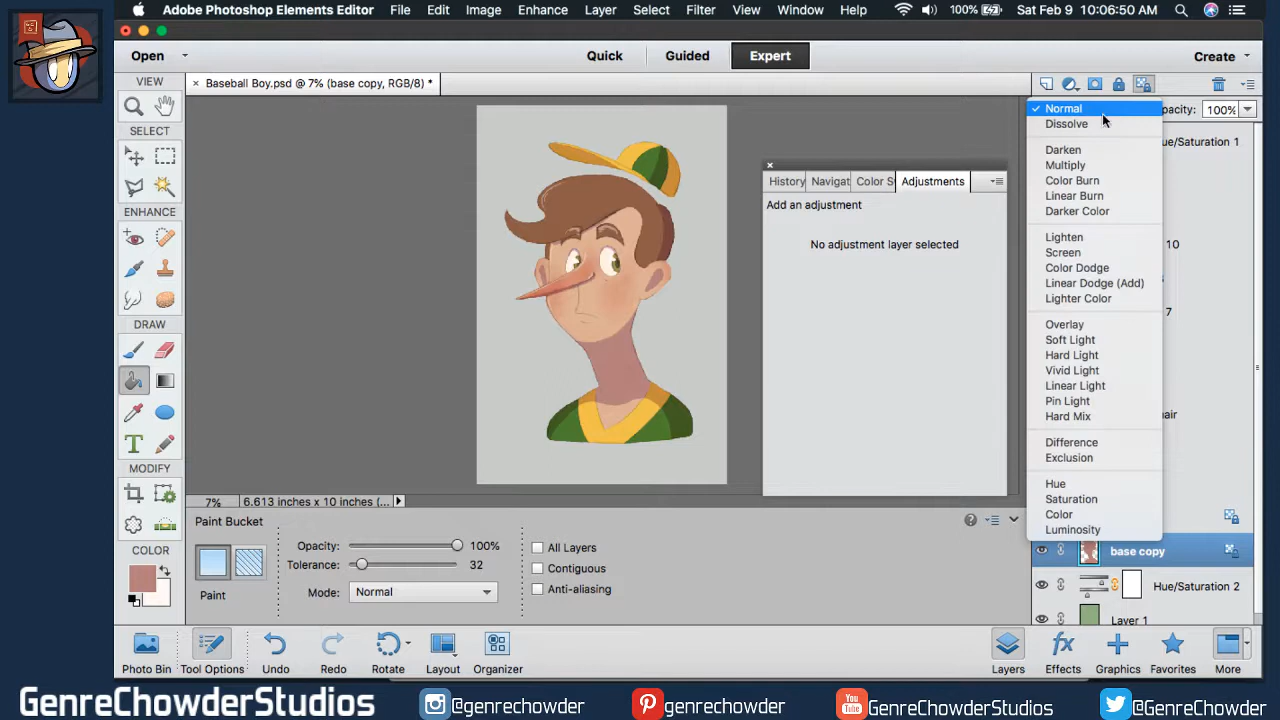 Adobe Photoshop Elements Editor File Edit Image Enhance Layer Select Filter View Window Help 100% Sat Feb 9 10:06:50 AM
Open Quick Guided Expert Create
VIEW
Baseball Boy.psd @ 7% (base copy, RGB/8) *
SELECT
ENHANCE
DRAW
MODIFY
COLOR
History Navigat Color S Adjustments
Add an adjustment
No adjustment layer selected
Normal
Dissolve
Darken
Multiply
Color Burn
Linear Burn
Darker Color
Lighten
Screen
Color Dodge
Linear Dodge (Add)
Lighter Color
Overlay
Soft Light
Hard Light
Vivid Light
Linear Light
Pin Light
Hard Mix
Difference
Exclusion
Hue
Saturation
Color
Luminosity
pacity: 100%
Hue/Saturation 1
10
7
air
base copy
Hue/Saturation 2
Layer 1
7% 6.613 inches x 10 inches (...
Paint Bucket
Paint
Opacity: 100%
Tolerance: 32
Mode: Normal
All Layers
Contiguous
Anti-aliasing
Photo Bin Tool Options Undo Redo Rotate Layout Organizer Layers Effects Graphics Favorites More
GenreChowderStudios @genrechowder genrechowder GenreChowderStudios @GenreChowder